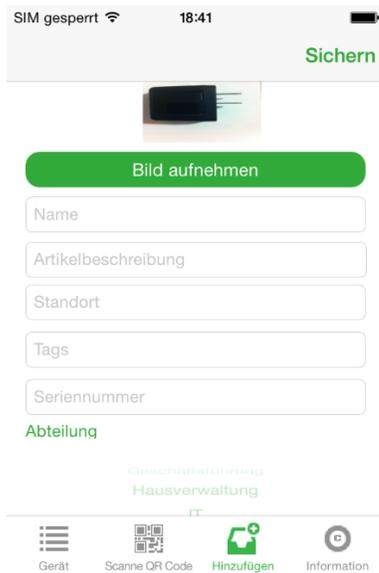 SIM gesperrt 18:41
Sichern
Bild aufnehmen
Name
Artikelbeschreibung
Standort
Tags
Seriennummer
Abteilung
Geschäftsführung
Hausverwaltung
IT
Gerät Scanne QR Code Hinzufügen Information